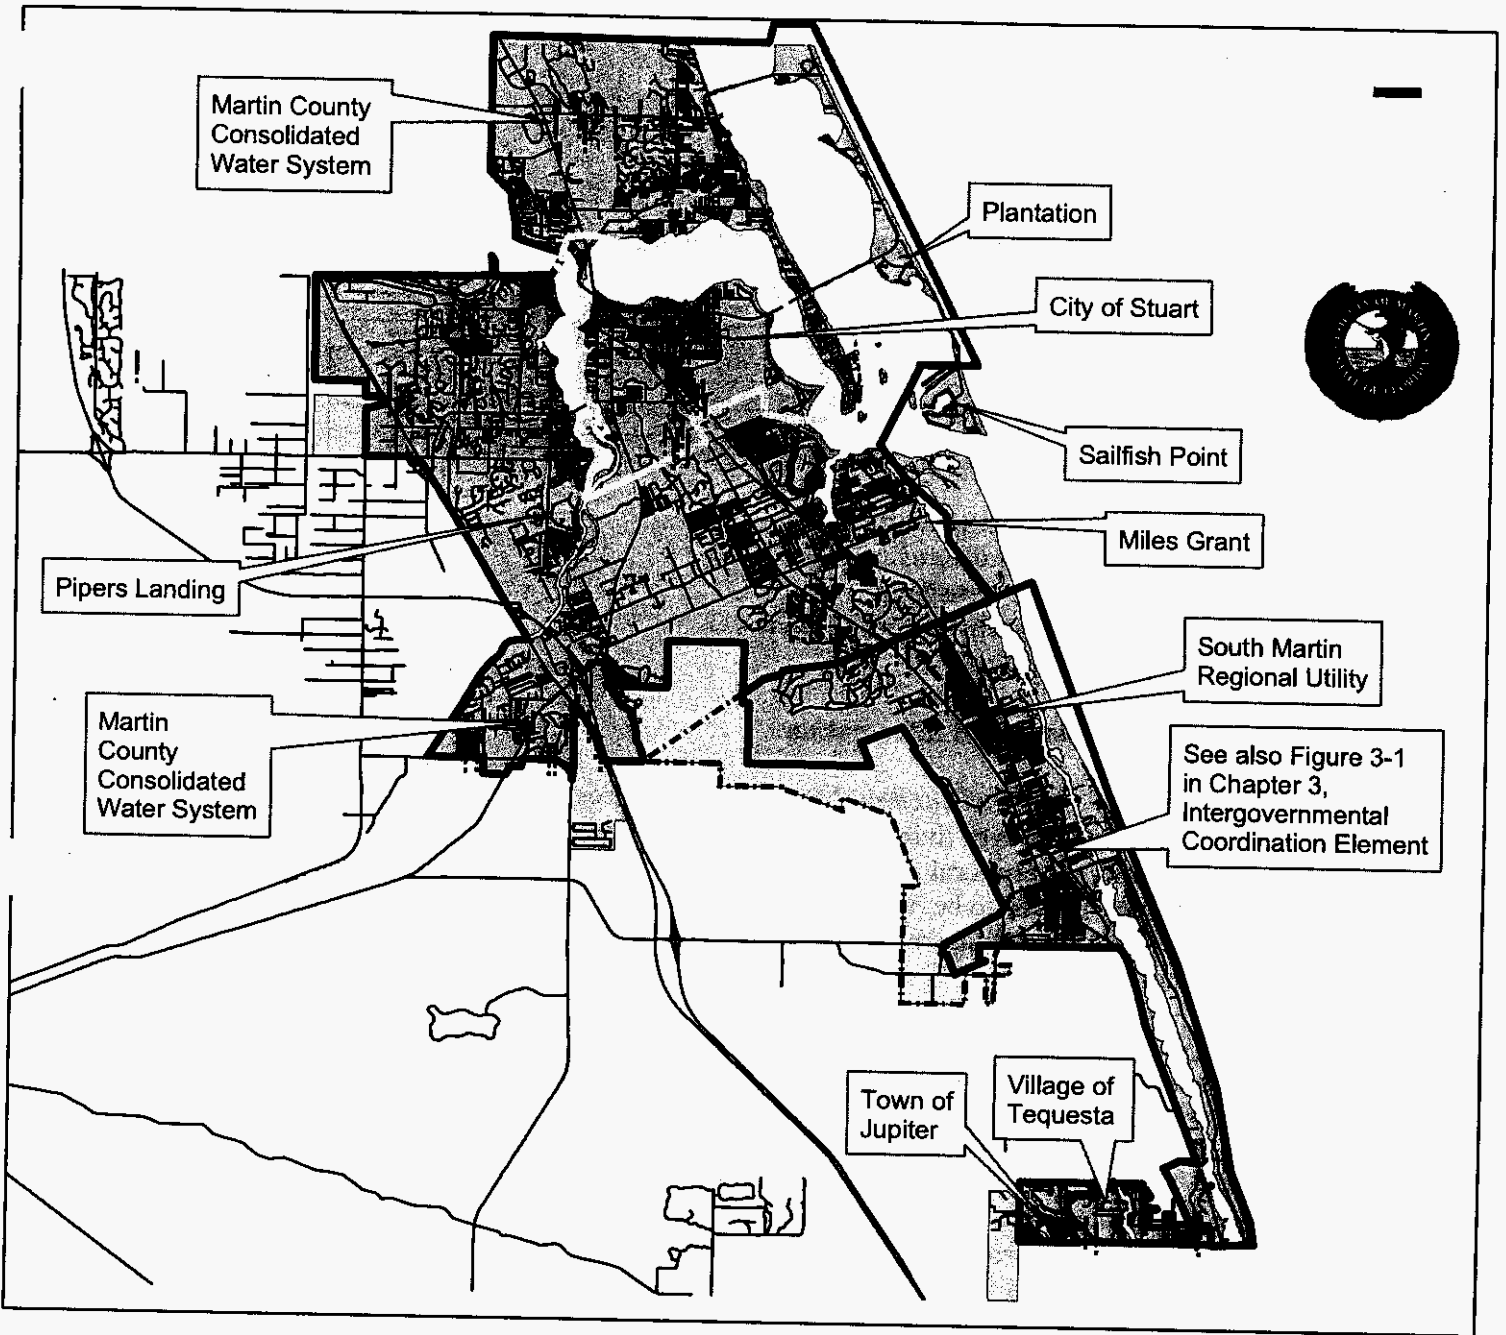 Martin County
Consolidated
Water System
Plantation
City of Stuart
Sailfish Point
Miles Grant
Pipers Landing
South Martin
Regional Utility
Martin
County
Consolidated
Water System
See also Figure 3-1
in Chapter 3,
Intergovernmental
Coordination Element
Town of
Jupiter
Village of
Tequesta